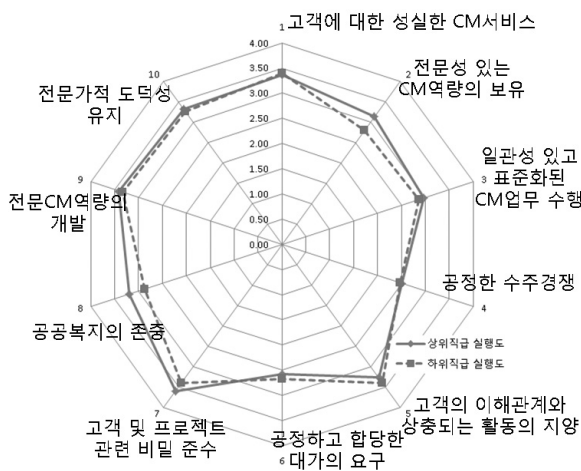 1
고객에 대한 성실한 CM서비스
4.00
3.50
3.00
2.50
2.00
1.50
1.00
0.50
0.00
2
전문성 있는
CM역량의 보유
3
일관성 있고
표준화된
CM업무 수행
4
공정한 수주경쟁
상위직급 실행도
하위직급 실행도
5
고객의 이해관계와
상충되는 활동의 지양
6
공정하고 합당한
대가의 요구
7
고객 및 프로젝트
관련 비밀 준수
8
공공복지의 존중
9
전문CM역량의
개발
10
전문가적 도덕성
유지